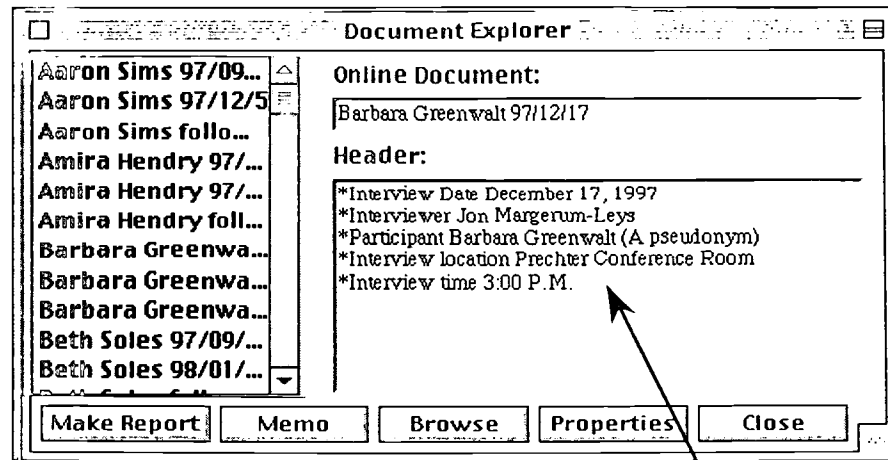 Document Explorer
Aaron Sims 97/09...
Aaron Sims 97/12/5
Aaron Sims follo...
Amira Hendry 97/...
Amira Hendry 97/...
Amira Hendry foll...
Barbara Greenwa...
Barbara Greenwa...
Barbara Greenwa...
Beth Soles 97/09/...
Beth Soles 98/01/...
Online Document:
Barbara Greenwalt 97/12/17
Header:
*Interview Date December 17, 1997
*Interviewer Jon Margerum-Leys
*Participant Barbara Greenwalt (A pseudonym)
*Interview location Prechter Conference Room
*Interview time 3:00 P.M.
Make Report Memo Browse Properties Close